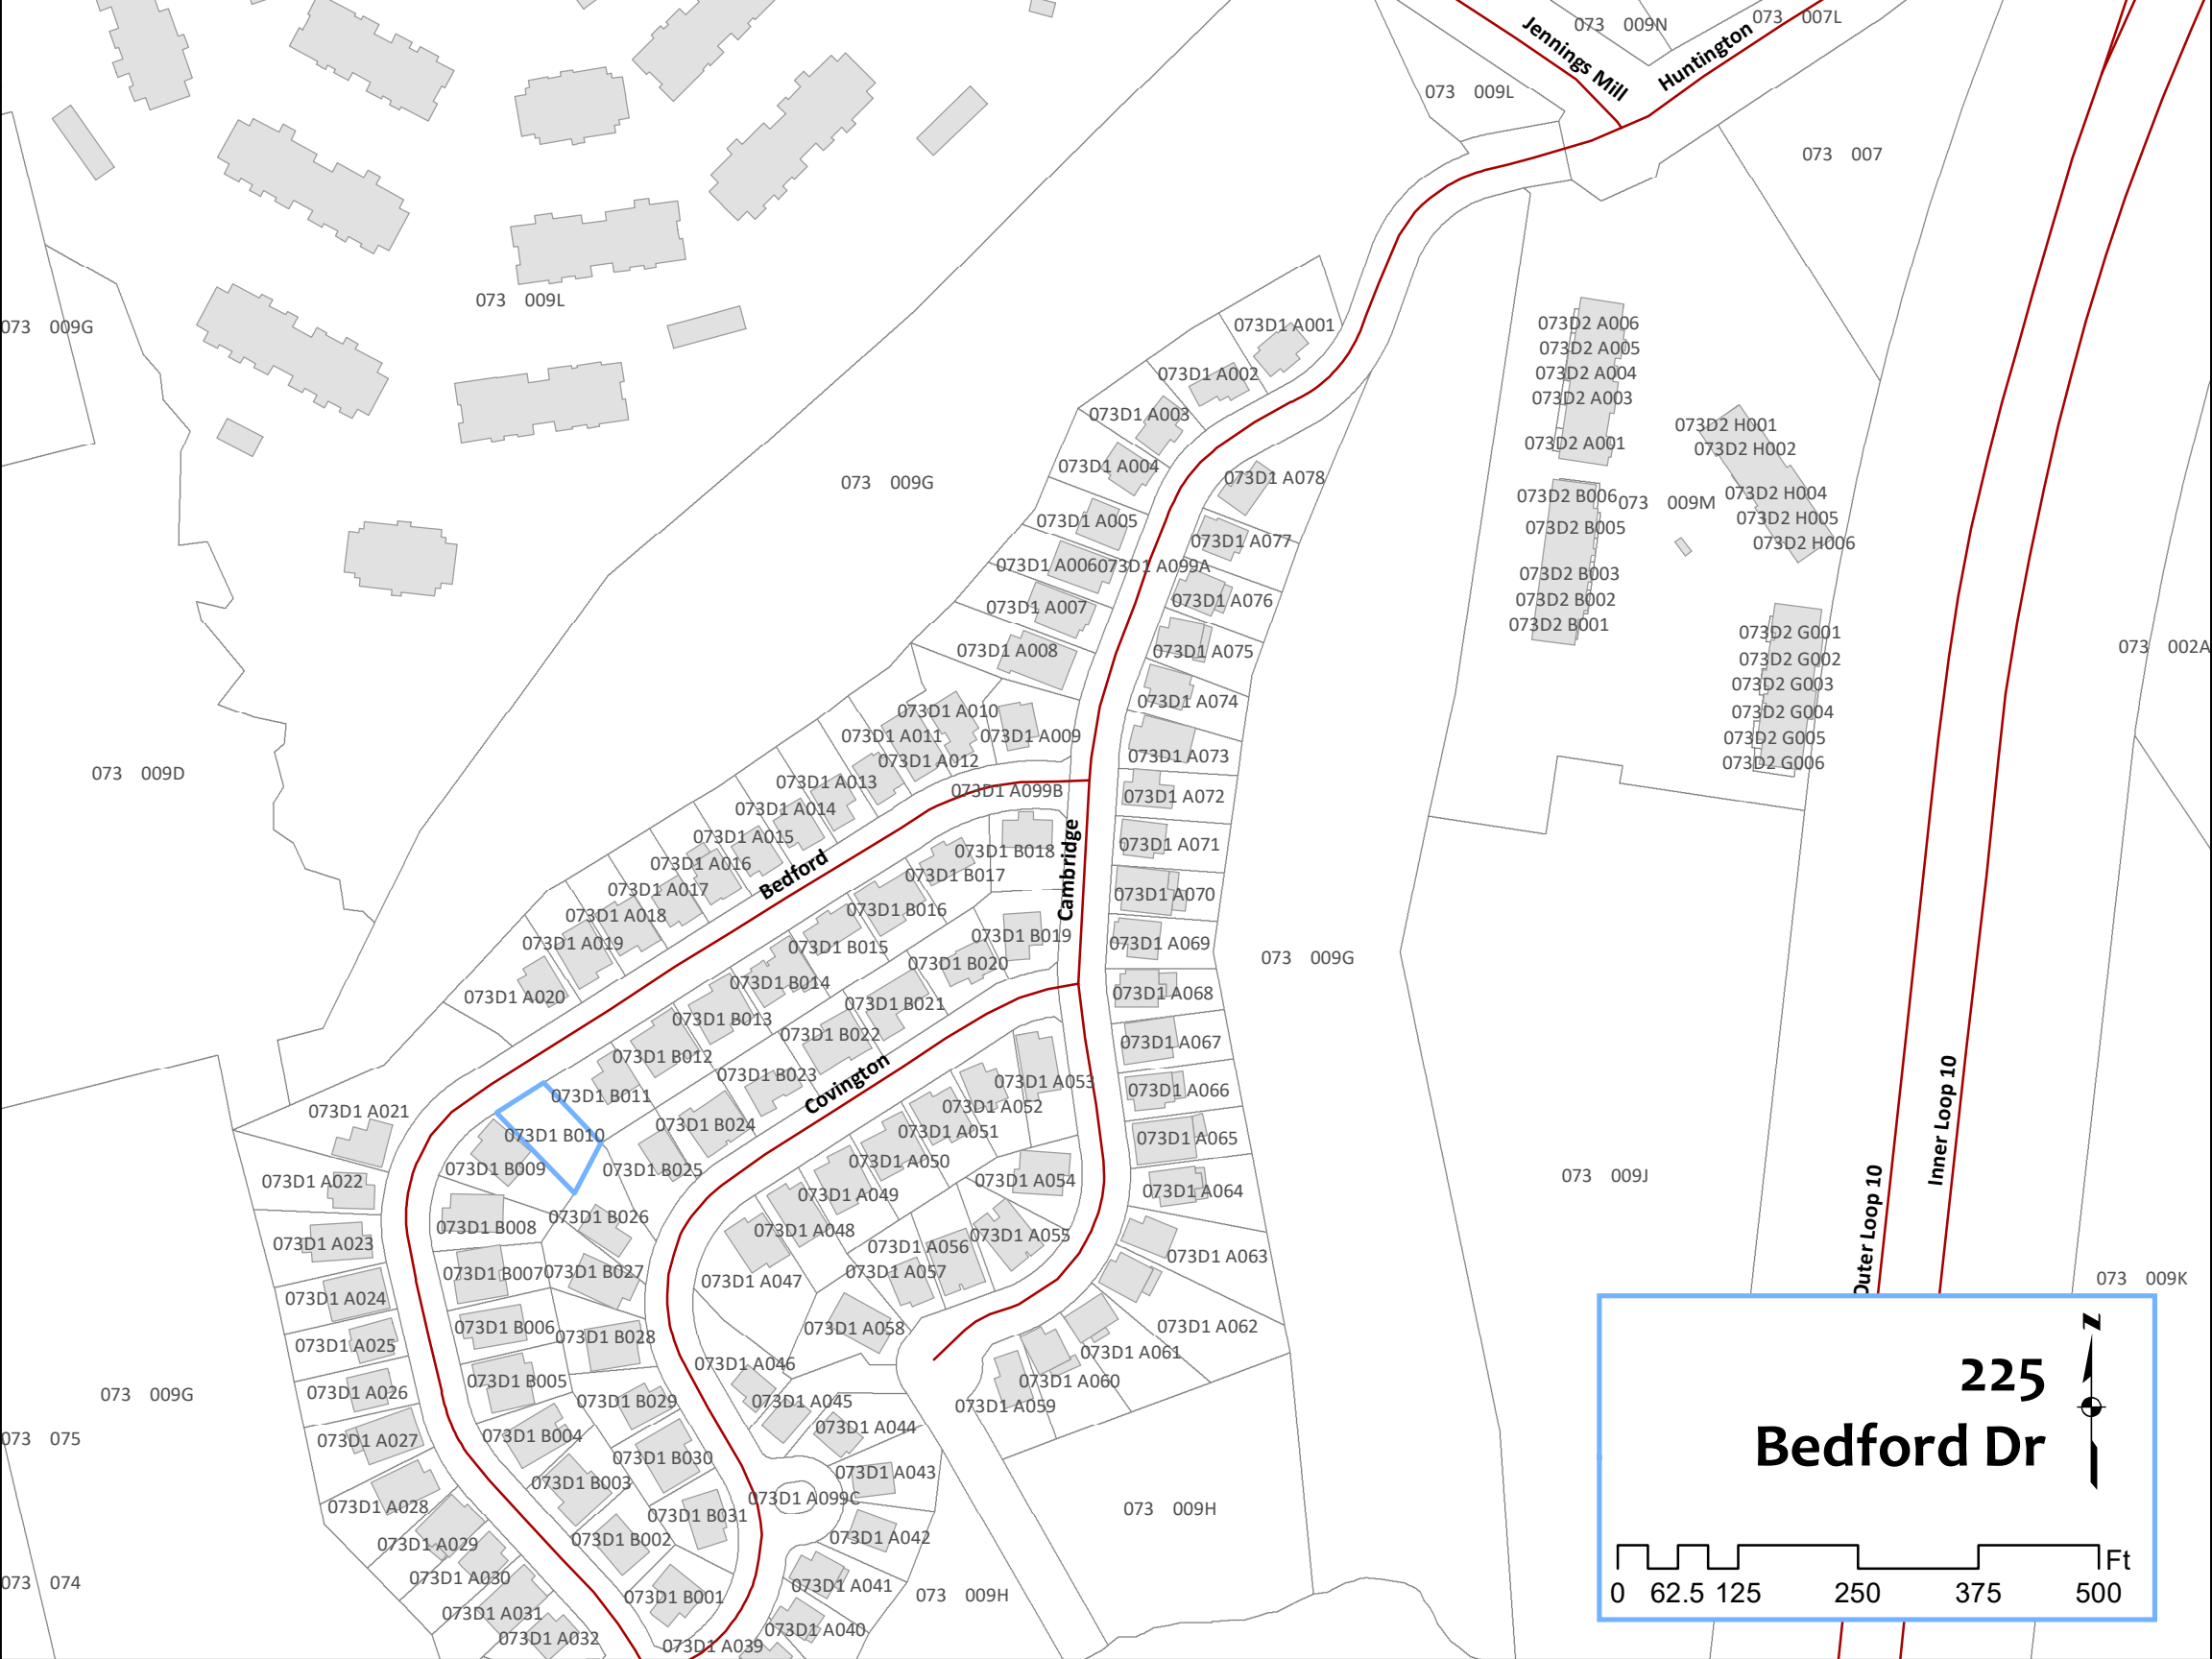 073 009N
073 007L
Jennings Mill
Huntington
073 009L
073 007
073 009L
073 009G
073D1 A001
073D1 A002
073D1 A003
073D1 A004
073D1 A005
073D1 A006
073D1 A099A
073D1 A007
073D1 A008
073D1 A078
073D1 A077
073D1 A076
073D1 A075
073D1 A074
073D1 A073
073D1 A072
073D1 A071
073D1 A070
073D1 A069
073D1 A068
073D1 A067
073D1 A066
073D1 A065
073D1 A064
073D1 A063
073D1 A062
073D1 A061
073D1 A060
073D1 A059
073D2 A006
073D2 A005
073D2 A004
073D2 A003
073D2 A001
073D2 B006
073D2 B005
073D2 B003
073D2 B002
073D2 B001
073 009M
073D2 H001
073D2 H002
073D2 H004
073D2 H005
073D2 H006
073D2 G001
073D2 G002
073D2 G003
073D2 G004
073D2 G005
073D2 G006
073 002A
073 009G
073 009D
073D1 A010
073D1 A009
073D1 A011
073D1 A012
073D1 A013
073D1 A099B
073D1 A014
073D1 A015
073D1 A016
073D1 A017
073D1 A018
073D1 A019
073D1 A020
Bedford
Cambridge
073D1 B018
073D1 B017
073D1 B016
073D1 B015
073D1 B014
073D1 B013
073D1 B012
073D1 B011
073D1 B010
073D1 B009
073D1 B008
073D1 B007
073D1 B006
073D1 B005
073D1 B004
073D1 B003
073D1 B002
073D1 B001
073D1 B019
073D1 B020
073D1 B021
073D1 B022
073D1 B023
073D1 B024
073D1 B025
073D1 B026
073D1 B027
073D1 B028
073D1 B029
073D1 B030
073D1 B031
Covington
073D1 A053
073D1 A052
073D1 A051
073D1 A050
073D1 A049
073D1 A048
073D1 A047
073D1 A054
073D1 A055
073D1 A056
073D1 A057
073D1 A058
073D1 A046
073D1 A045
073D1 A044
073D1 A043
073D1 A099C
073D1 A042
073D1 A041
073D1 A040
073D1 A039
073D1 A021
073D1 A022
073D1 A023
073D1 A024
073D1 A025
073D1 A026
073D1 A027
073D1 A028
073D1 A029
073D1 A030
073D1 A031
073D1 A032
073 009G
073 075
073 074
073 009G
073 009J
073 009H
073 009H
Outer Loop 10
Inner Loop 10
073 009K
225
Bedford Dr
N
Ft
0 62.5 125 250 375 500